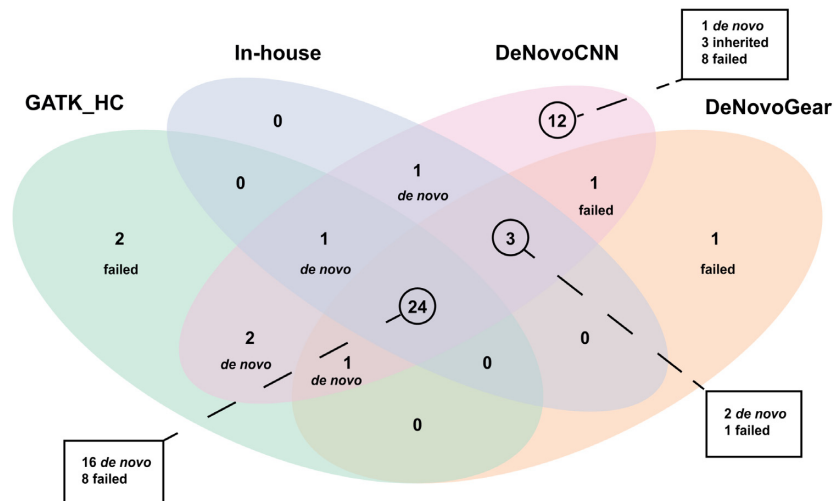 1 de novo
3 inherited
8 failed
In-house
DeNovoCNN
GATK_HC
DeNovoGear
0
12
1
de novo
0
1
failed
2
failed
1
de novo
3
1
failed
24
2
de novo
1
de novo
0
0
0
2 de novo
1 failed
16 de novo
8 failed